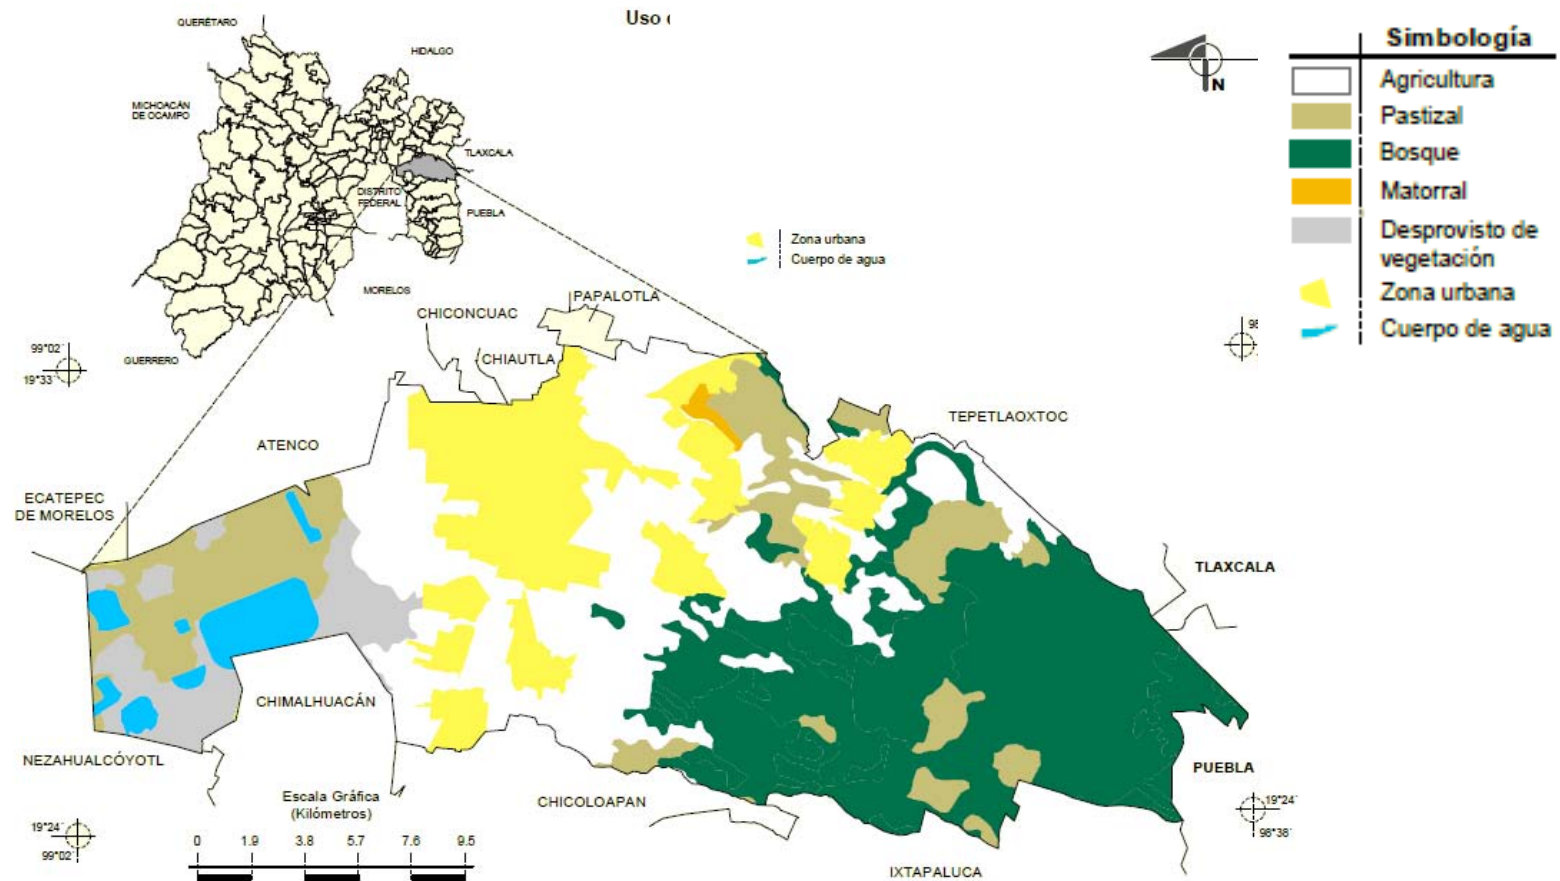 Uso
QUERÉTARO
HIDALGO
MICHOACÁN
DE OCAMPO
TLAXCALA
DISTRITO
FEDERAL
PUEBLA
MORELOS
GUERRERO
N
Simbología
Agricultura
Pastizal
Bosque
Matorral
Desprovisto de
vegetación
Zona urbana
Cuerpo de agua
Zona urbana
Cuerpo de agua
PAPALOTLA
CHICONCUAC
CHIAUTLA
99°02´
19°33´
98
TEPETLAOXTOC
ATENCO
ECATEPEC
DE MORELOS
TLAXCALA
CHIMALHUACÁN
NEZAHUALCÓYOTL
PUEBLA
CHICOLOAPAN
IXTAPALUCA
Escala Gráfica
(Kilómetros)
0 1.9 3.8 5.7 7.6 9.5
19°24´
99°02´
19°24´
98°38´